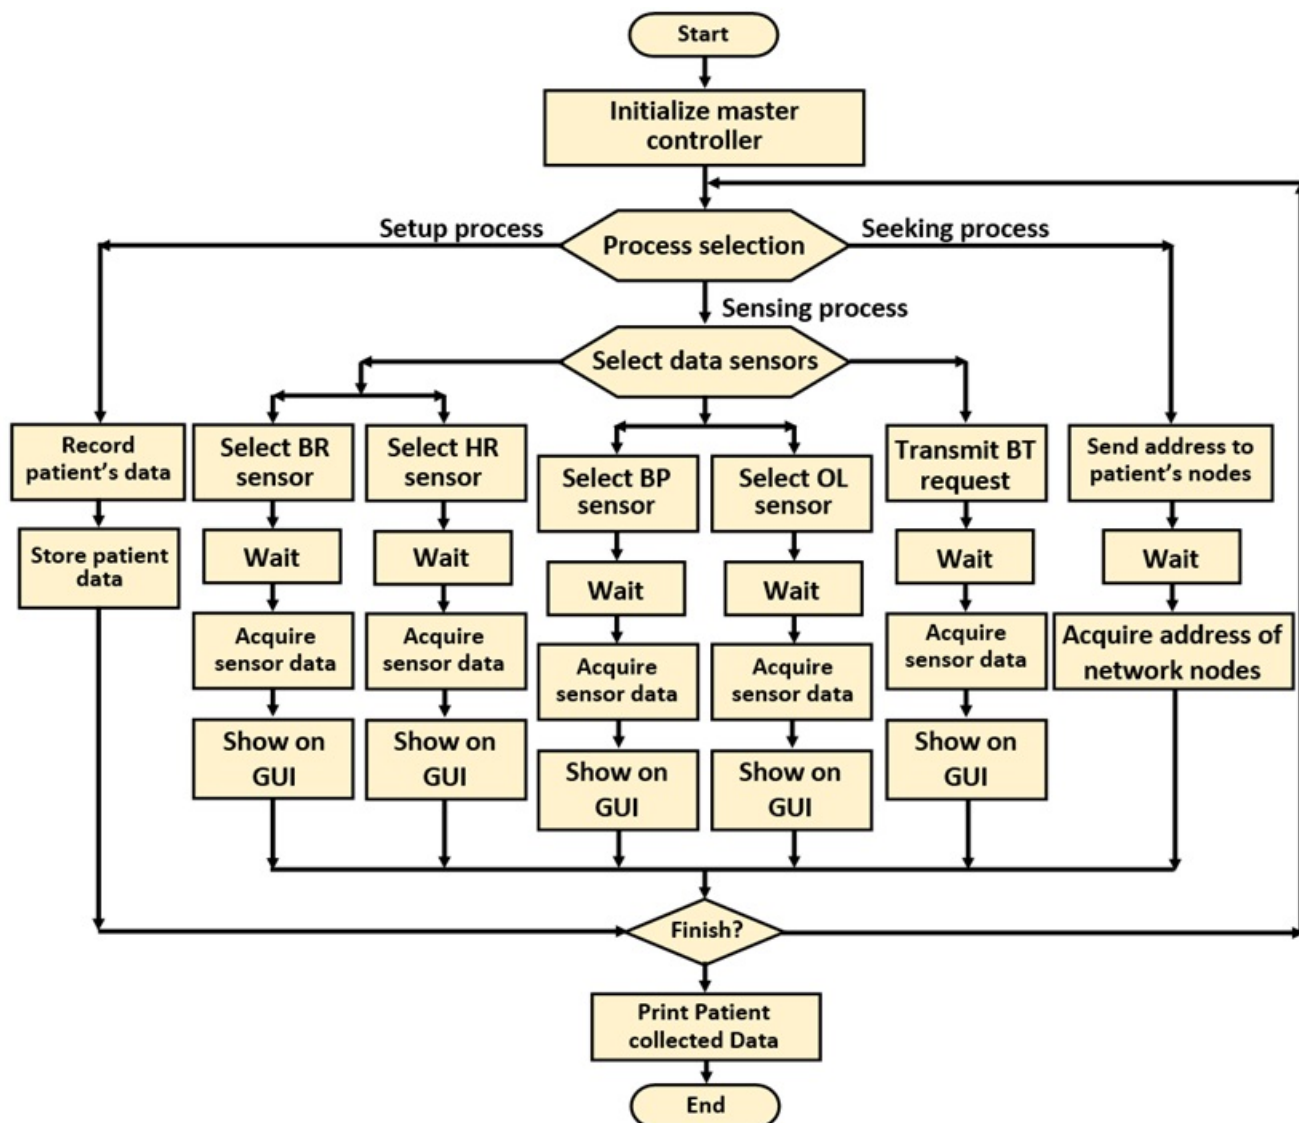 Start
Initialize master
controller
Setup process
Process selection
Seeking process
Sensing process
Select data sensors
Record
patient's data
Store patient
data
Select BR
sensor
Wait
Acquire
sensor data
Show on
GUI
Select HR
sensor
Wait
Acquire
sensor data
Show on
GUI
Select BP
sensor
Wait
Acquire
sensor data
Show on
GUI
Select OL
sensor
Wait
Acquire
sensor data
Show on
GUI
Transmit BT
request
Wait
Acquire
sensor data
Show on
GUI
Send address to
patient's nodes
Wait
Acquire address of
network nodes
Finish?
Print Patient
collected Data
End